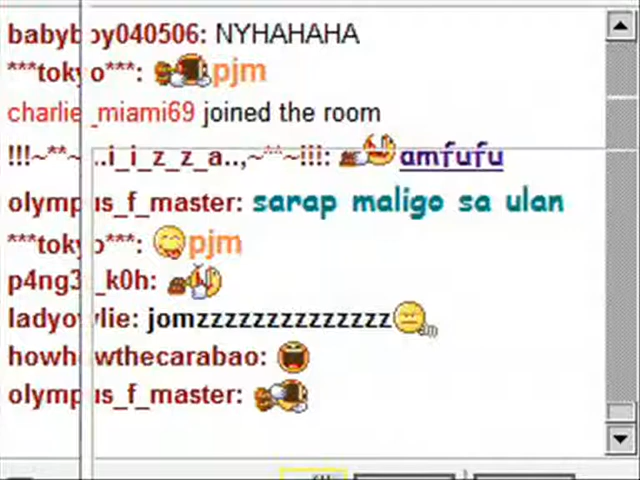 babyboy040506: NYHAHAHA
***tokyo***: pjm
charlie_miami69 joined the room
!!!~**~...i_i_z_z_a..,~**~!!!: amfufu
olympus_f_master: sarap maligo sa ulan
***tokyo***: pjm
p4ng3_k0h:
ladyowlie: jomzzzzzzzzzzzzzz
howhowthecarabao:
olympus_f_master: